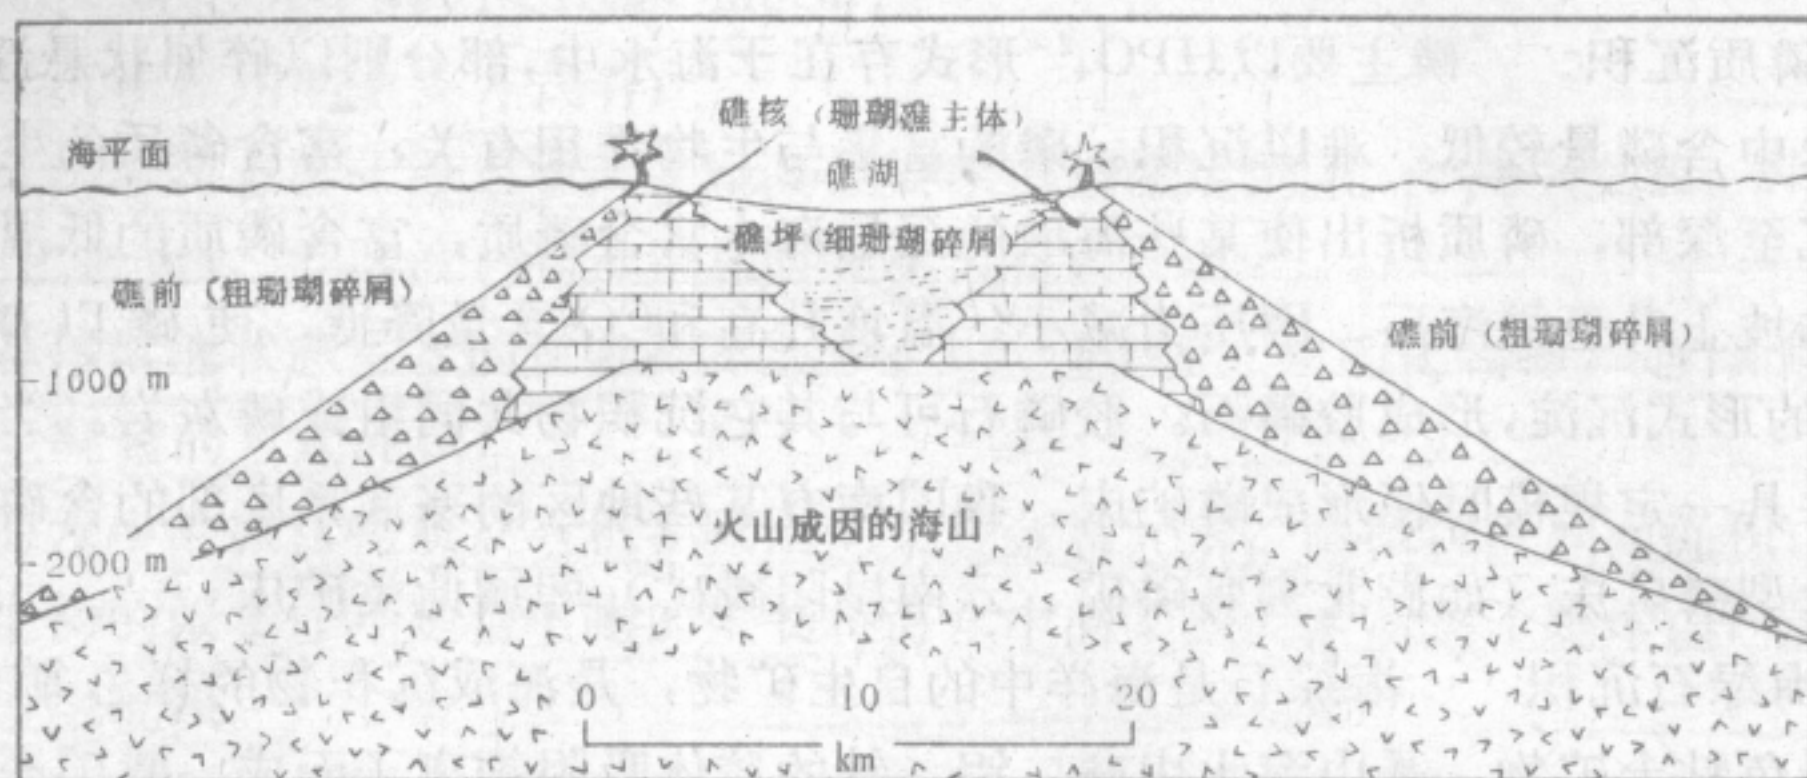 礁核（珊瑚礁主体）
海平面
礁湖
礁坪(细珊瑚碎屑)
礁前（粗珊瑚碎屑）
礁前（粗珊瑚碎屑）
1000 m
火山成因的海山
2000 m
0 10 20
km